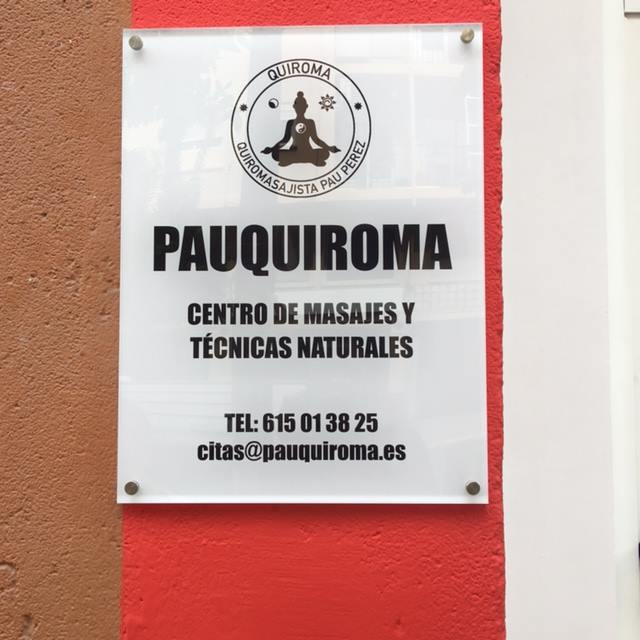 QUIROMA
QUIROMASAJISTA PAU PEREZ
PAUQUIROMA
CENTRO DE MASAJES Y
TÉCNICAS NATURALES
TEL: 615 01 38 25
citas@pauquiroma.es